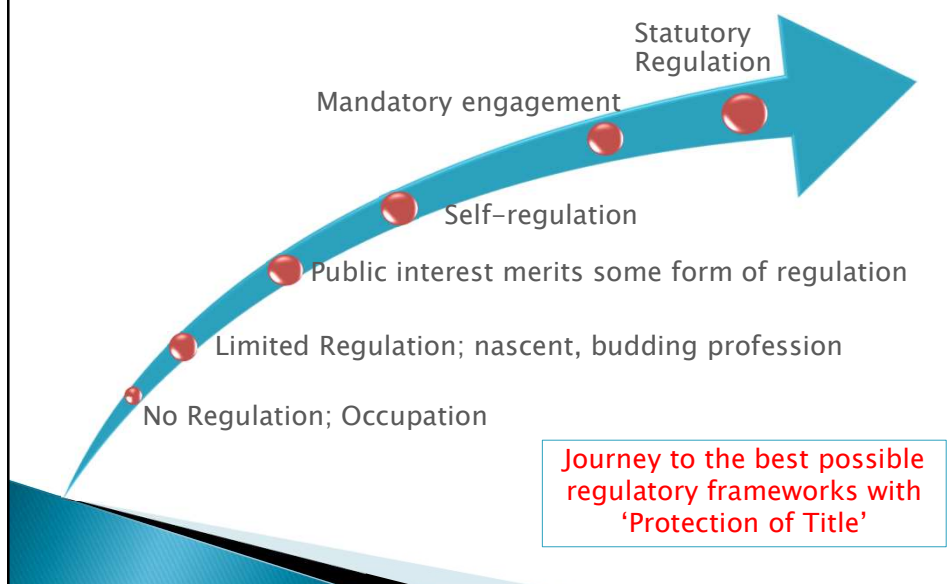 Statutory
Regulation
Mandatory engagement
Self-regulation
Public interest merits some form of regulation
Limited Regulation; nascent, budding profession
No Regulation; Occupation
Journey to the best possible
regulatory frameworks with
‘Protection of Title’